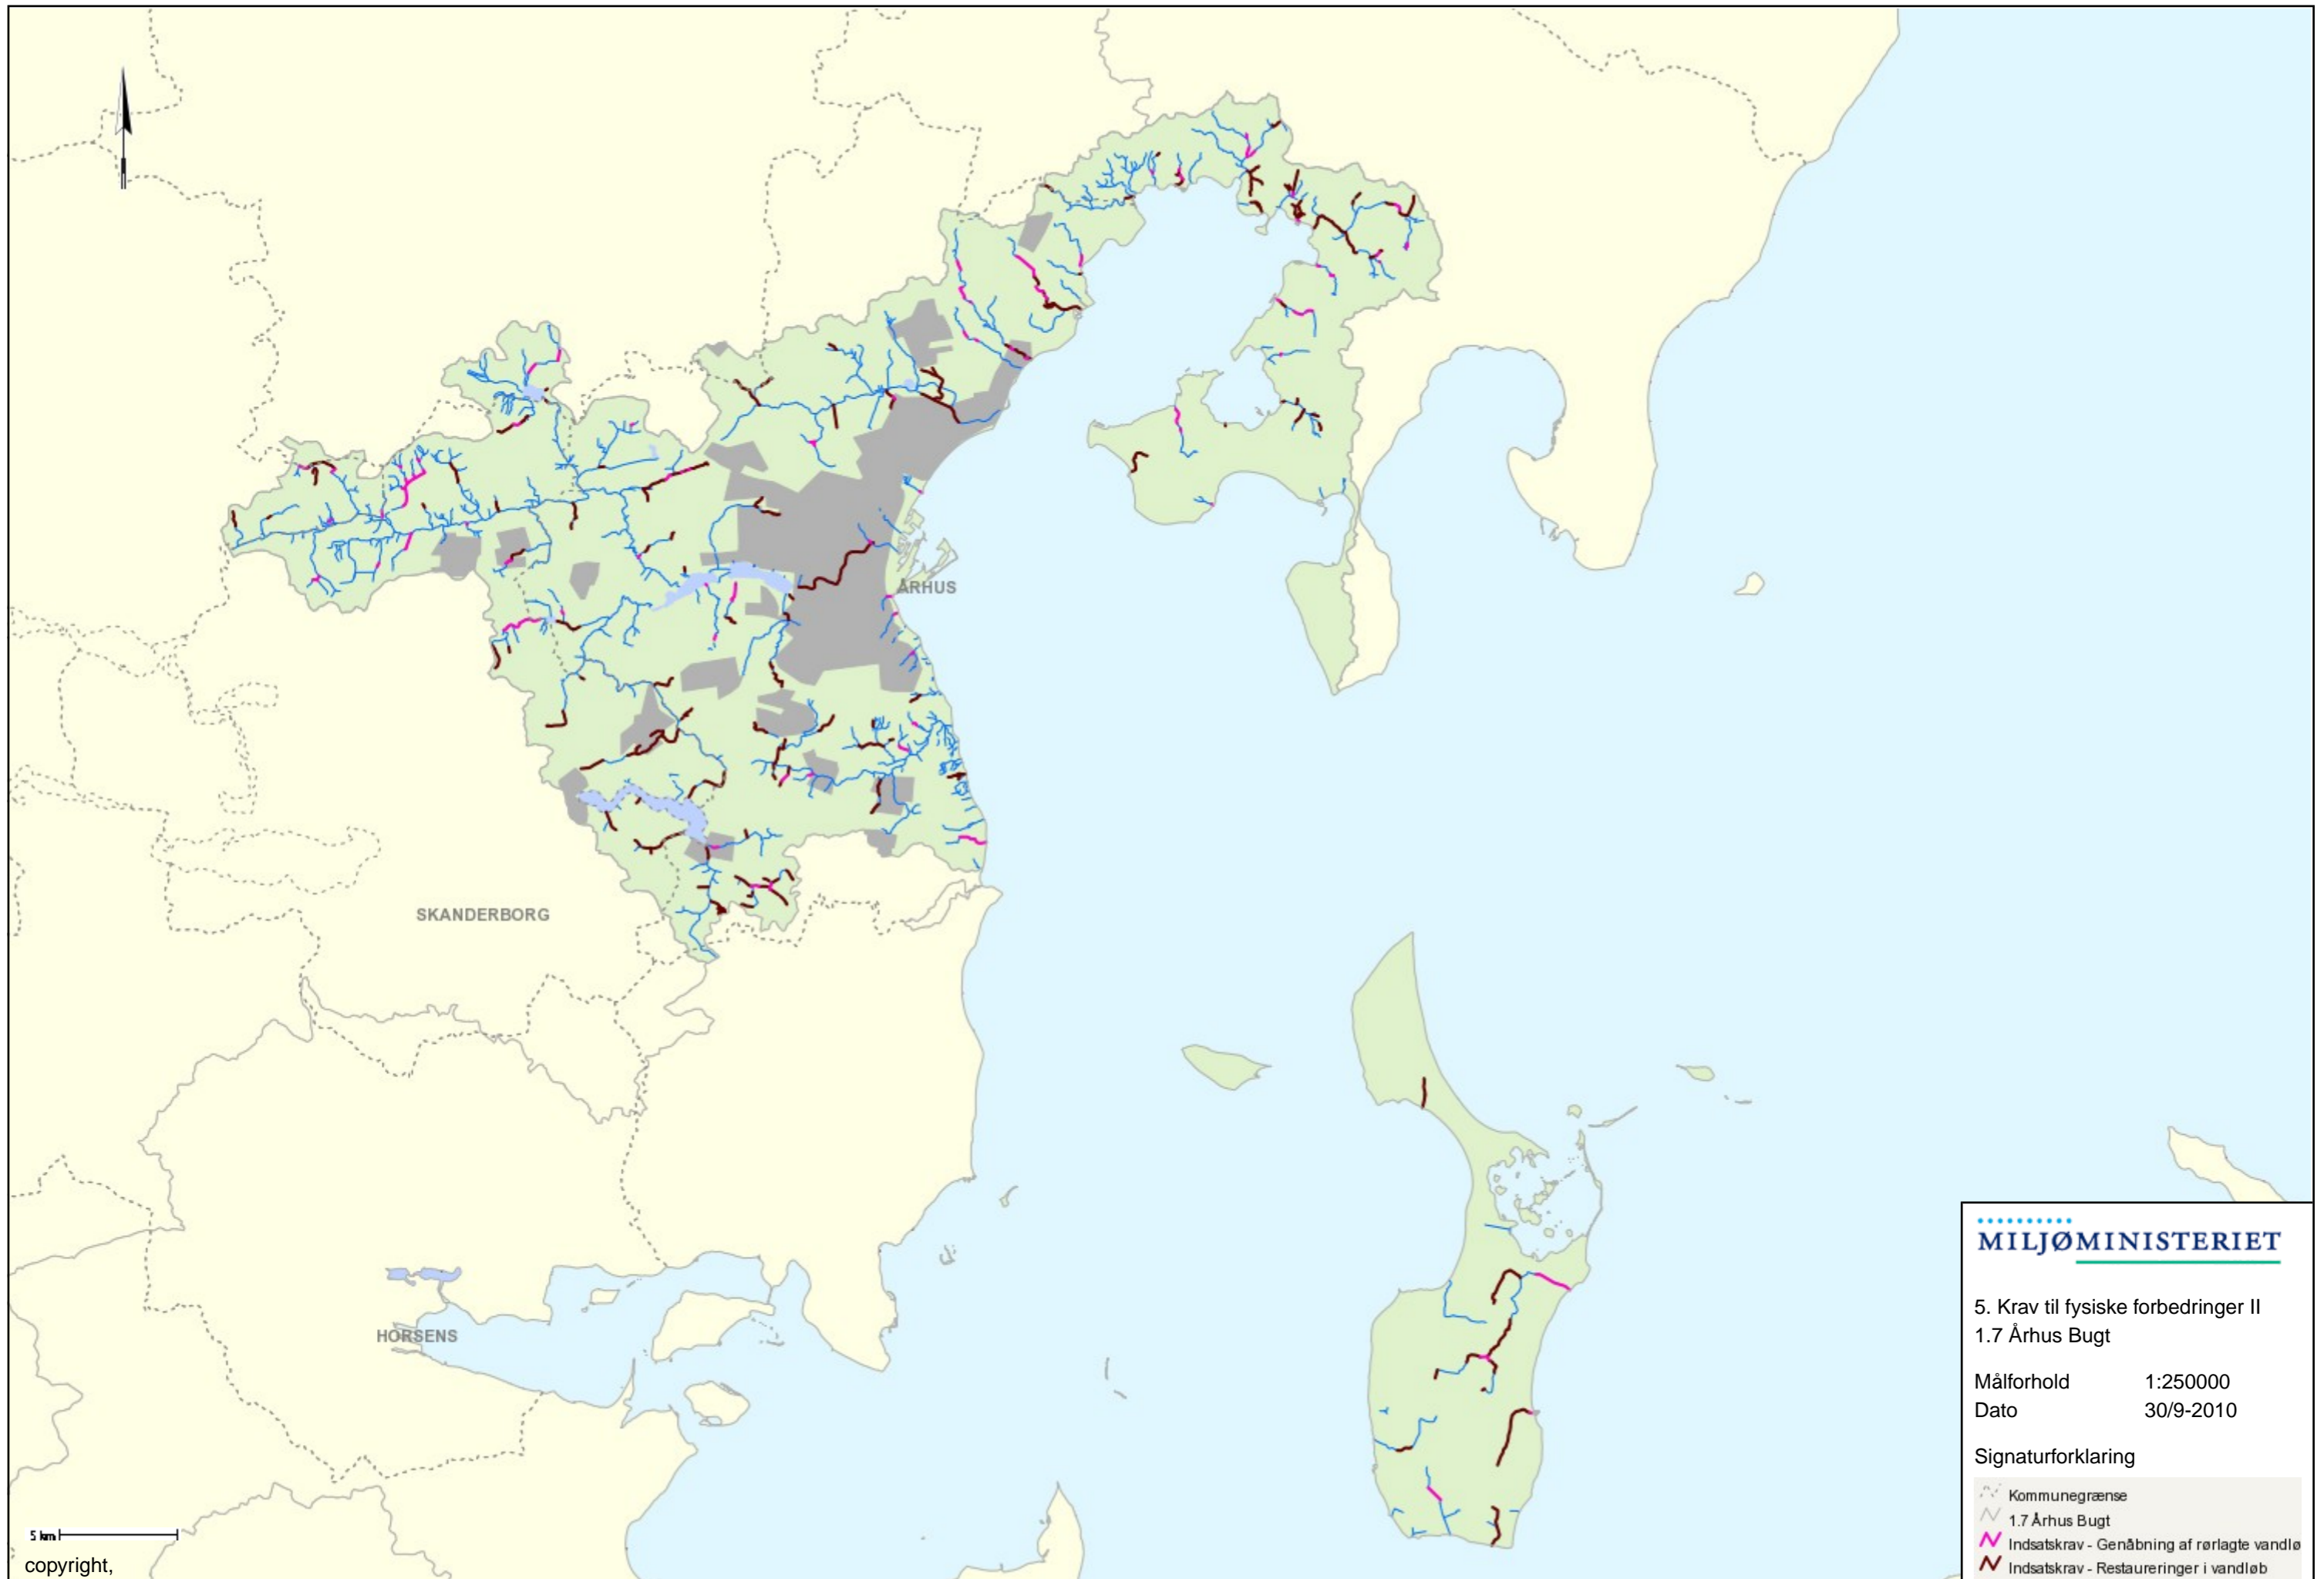 ÅRHUS
SKANDERBORG
HORSENS
MILJØMINISTERIET
5. Krav til fysiske forbedringer II
1.7 Århus Bugt
Målforhold 1:250000
Dato 30/9-2010
Signaturforklaring
Kommunegrænse
1.7 Århus Bugt
Indsatskrav - Genåbning af rørlagte vandlø
Indsatskrav - Restaureringer i vandløb
5 km
copyright,